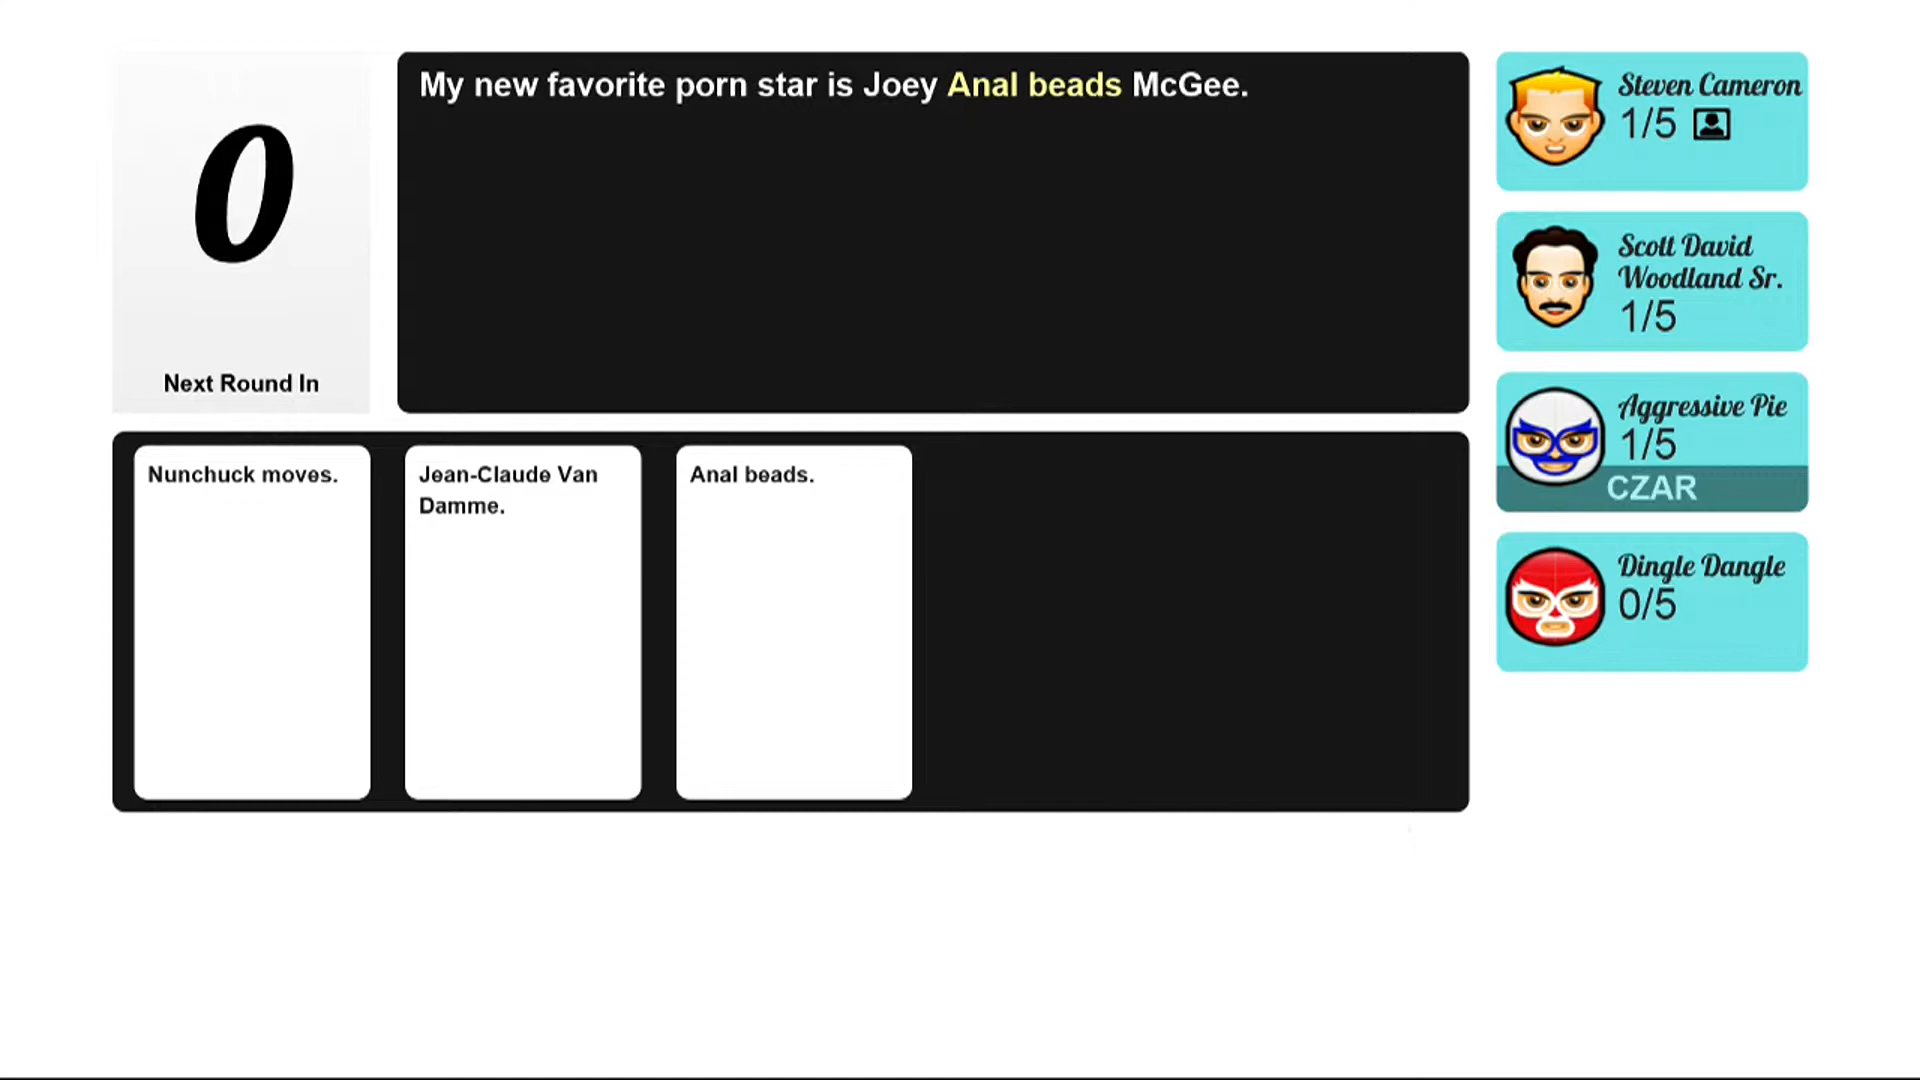 My new favorite porn star is Joey Anal beads McGee.
0
Next Round In
Nunchuck moves.
Jean-Claude Van
Damme.
Anal beads.
Steven Cameron
1/5
Scott David
Woodland Sr.
1/5
Aggressive Pie
1/5
CZAR
Dingle Dangle
0/5